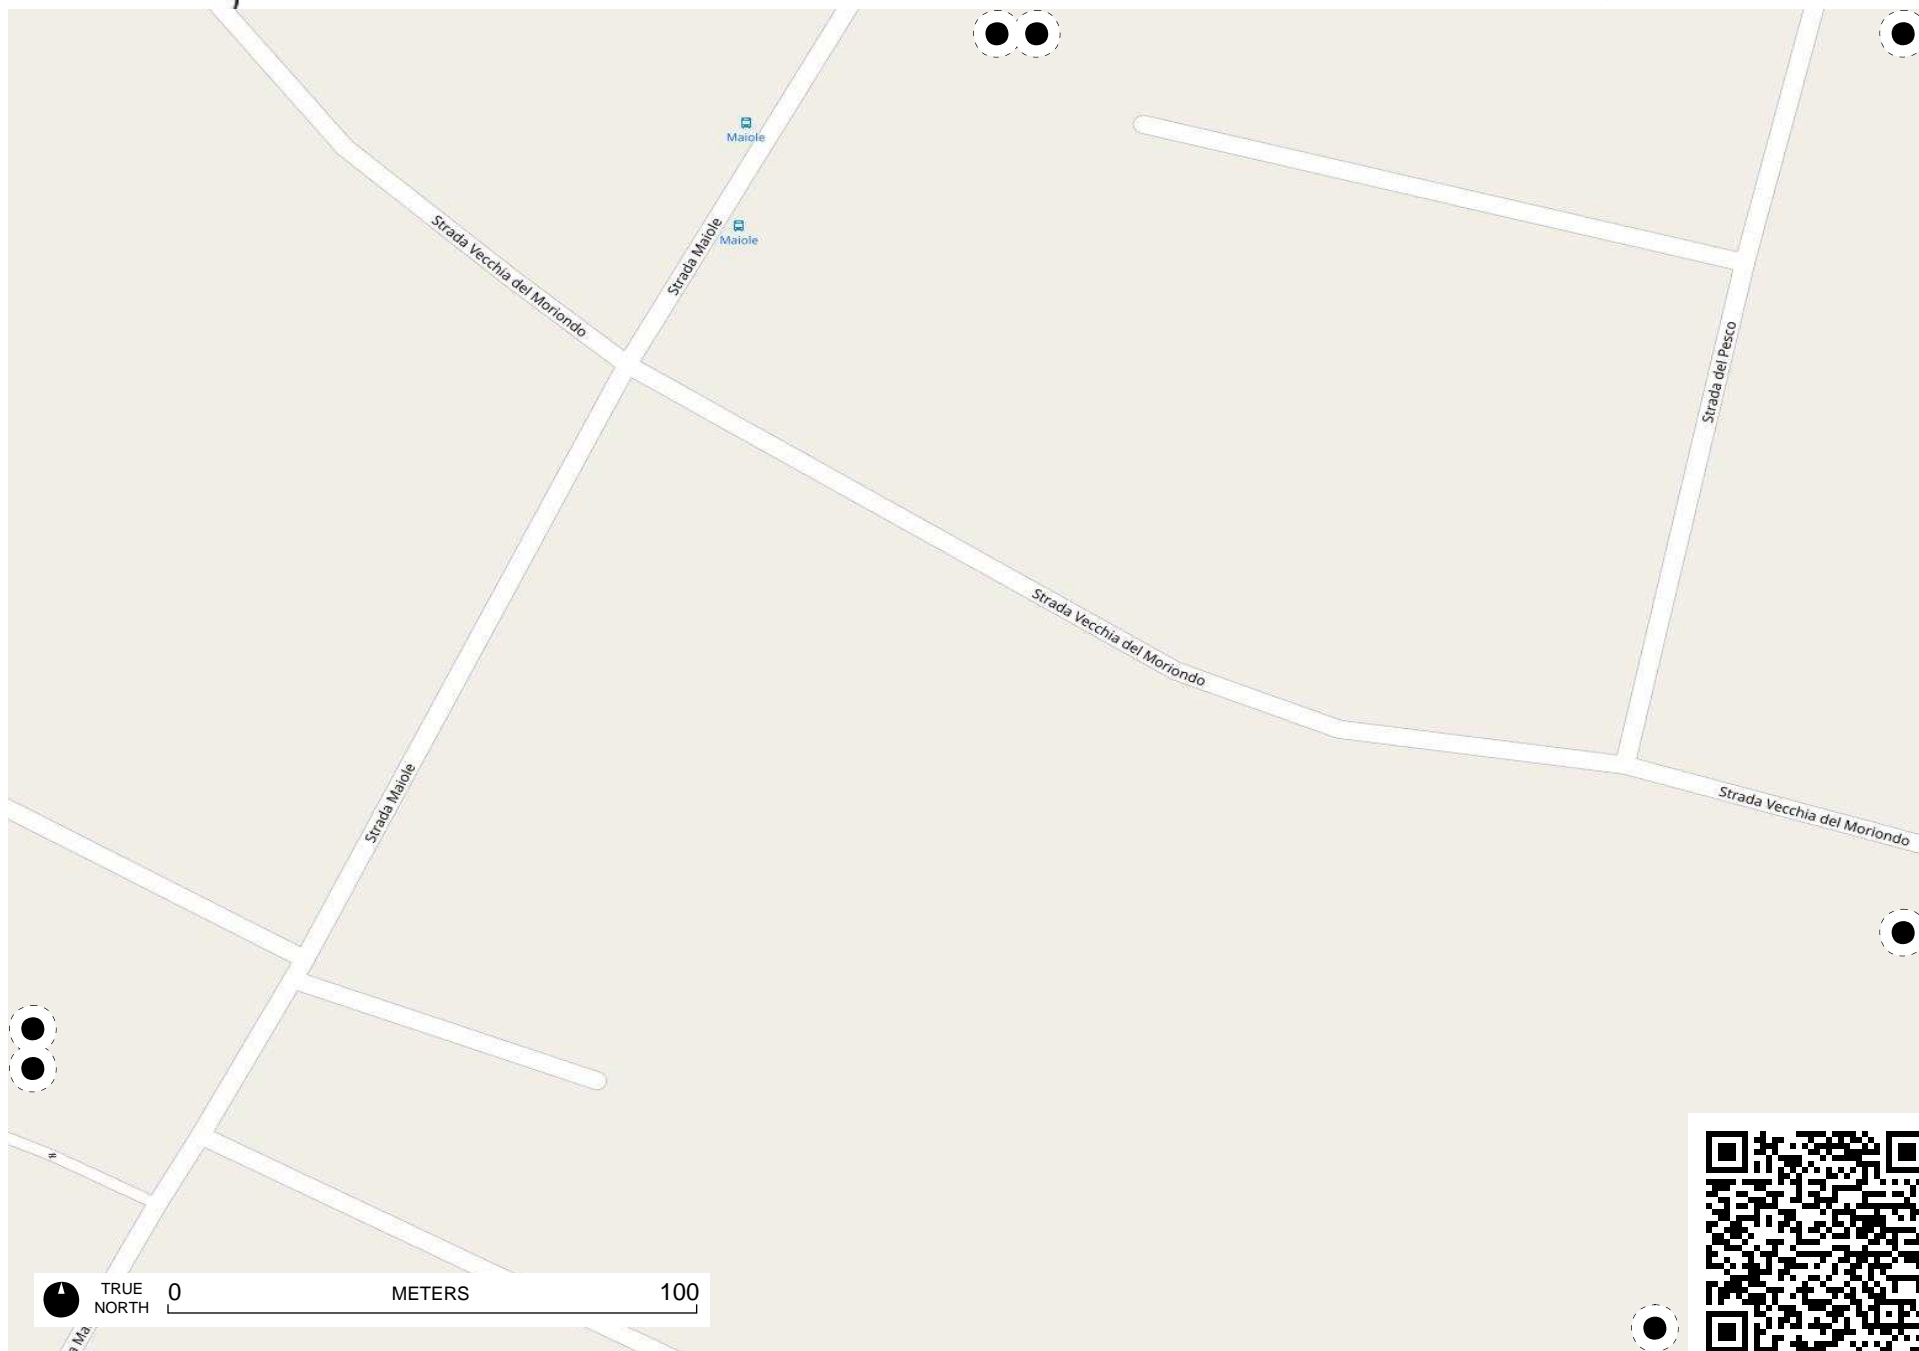 Maiole
Strada Maiole
Maiole
Strada Vecchia del Moriondo
Strada del Pesco
Strada Vecchia del Moriondo
Strada Maiole
Strada Vecchia del Moriondo
TRUE
NORTH
0
METERS
100